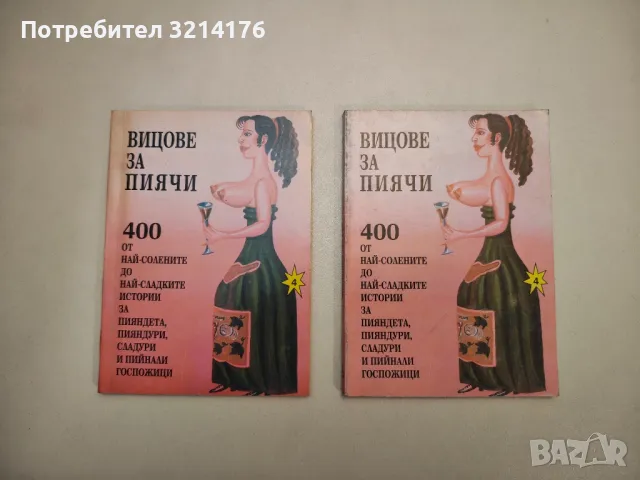 Потребител 3214176
ВИЦОВЕ
ЗА
ПИЯЧИ
400
ОТ
НАЙ-СОЛЕНИТЕ
ДО
НАЙ-СЛАДКИТЕ
ИСТОРИИ
ЗА
ПИЯНДЕТА,
ПИЯНДУРИ,
СЛАДУРИ
И ПИЙНАЛИ
ГОСПОЖИЦИ
4
ВИЦОВЕ
ЗА
ПИЯЧИ
400
ОТ
НАЙ-СОЛЕНИТЕ
ДО
НАЙ-СЛАДКИТЕ
ИСТОРИИ
ЗА
ПИЯНДЕТА,
ПИЯНДУРИ,
СЛАДУРИ
И ПИЙНАЛИ
ГОСПОЖИЦИ
4
BAZAR